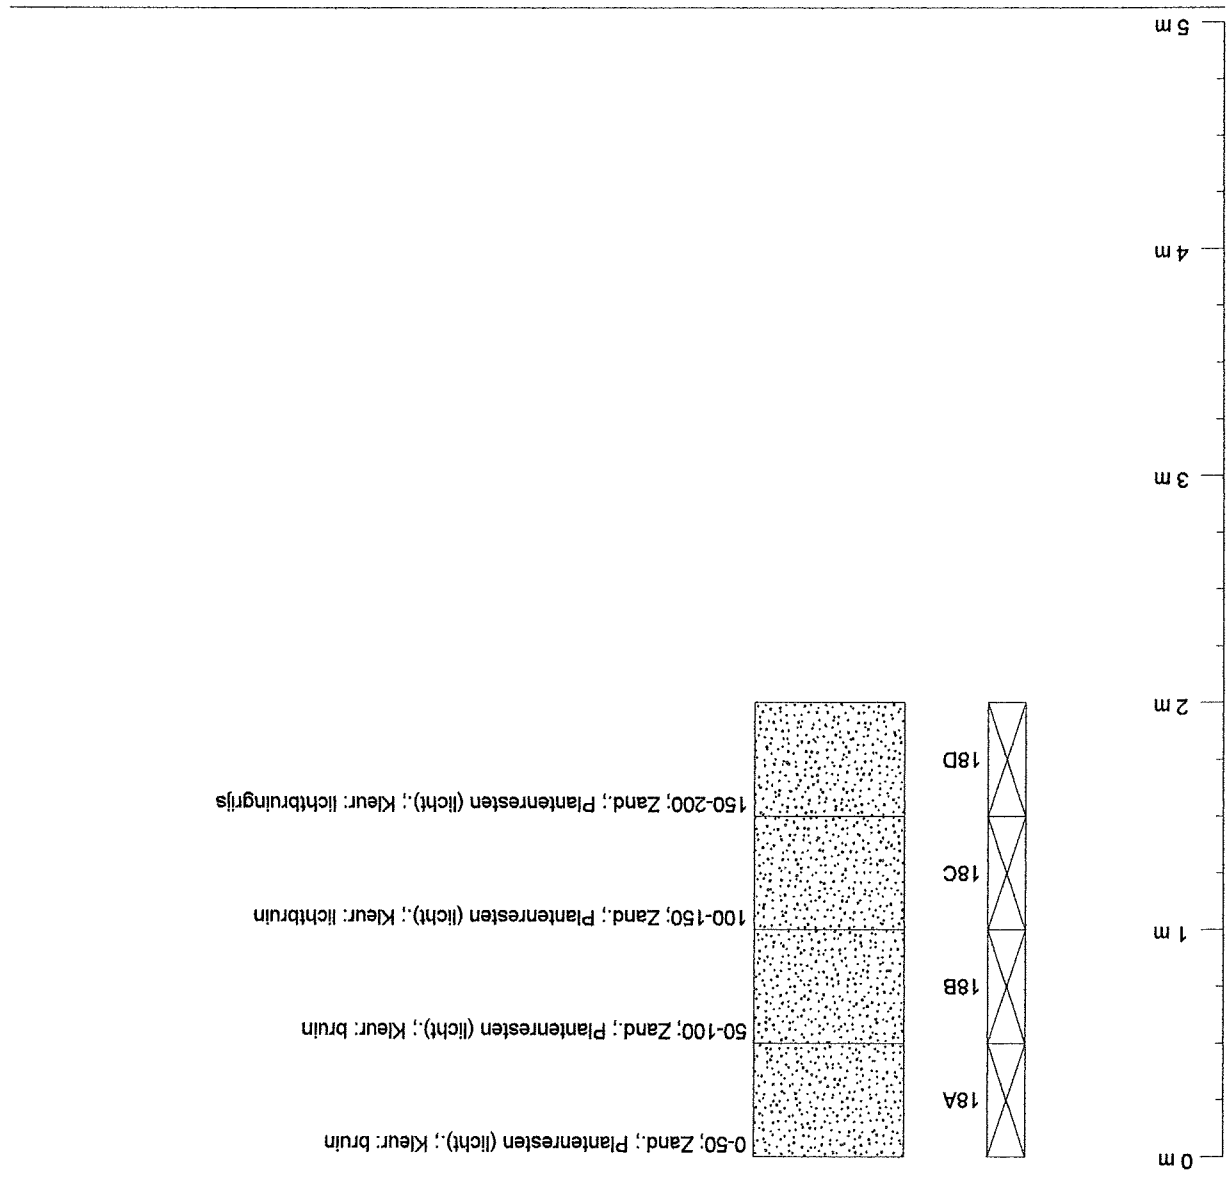 0 m
18A
0-50; Zand.; Plantenresten (licht).; Kleur: bruin
18B
50-100; Zand.; Plantenresten (licht).; Kleur: bruin
1 m
18C
100-150; Zand.; Plantenresten (licht).; Kleur: lichtbruin
18D
150-200; Zand.; Plantenresten (licht).; Kleur: lichtbruingrijs
2 m
3 m
4 m
5 m